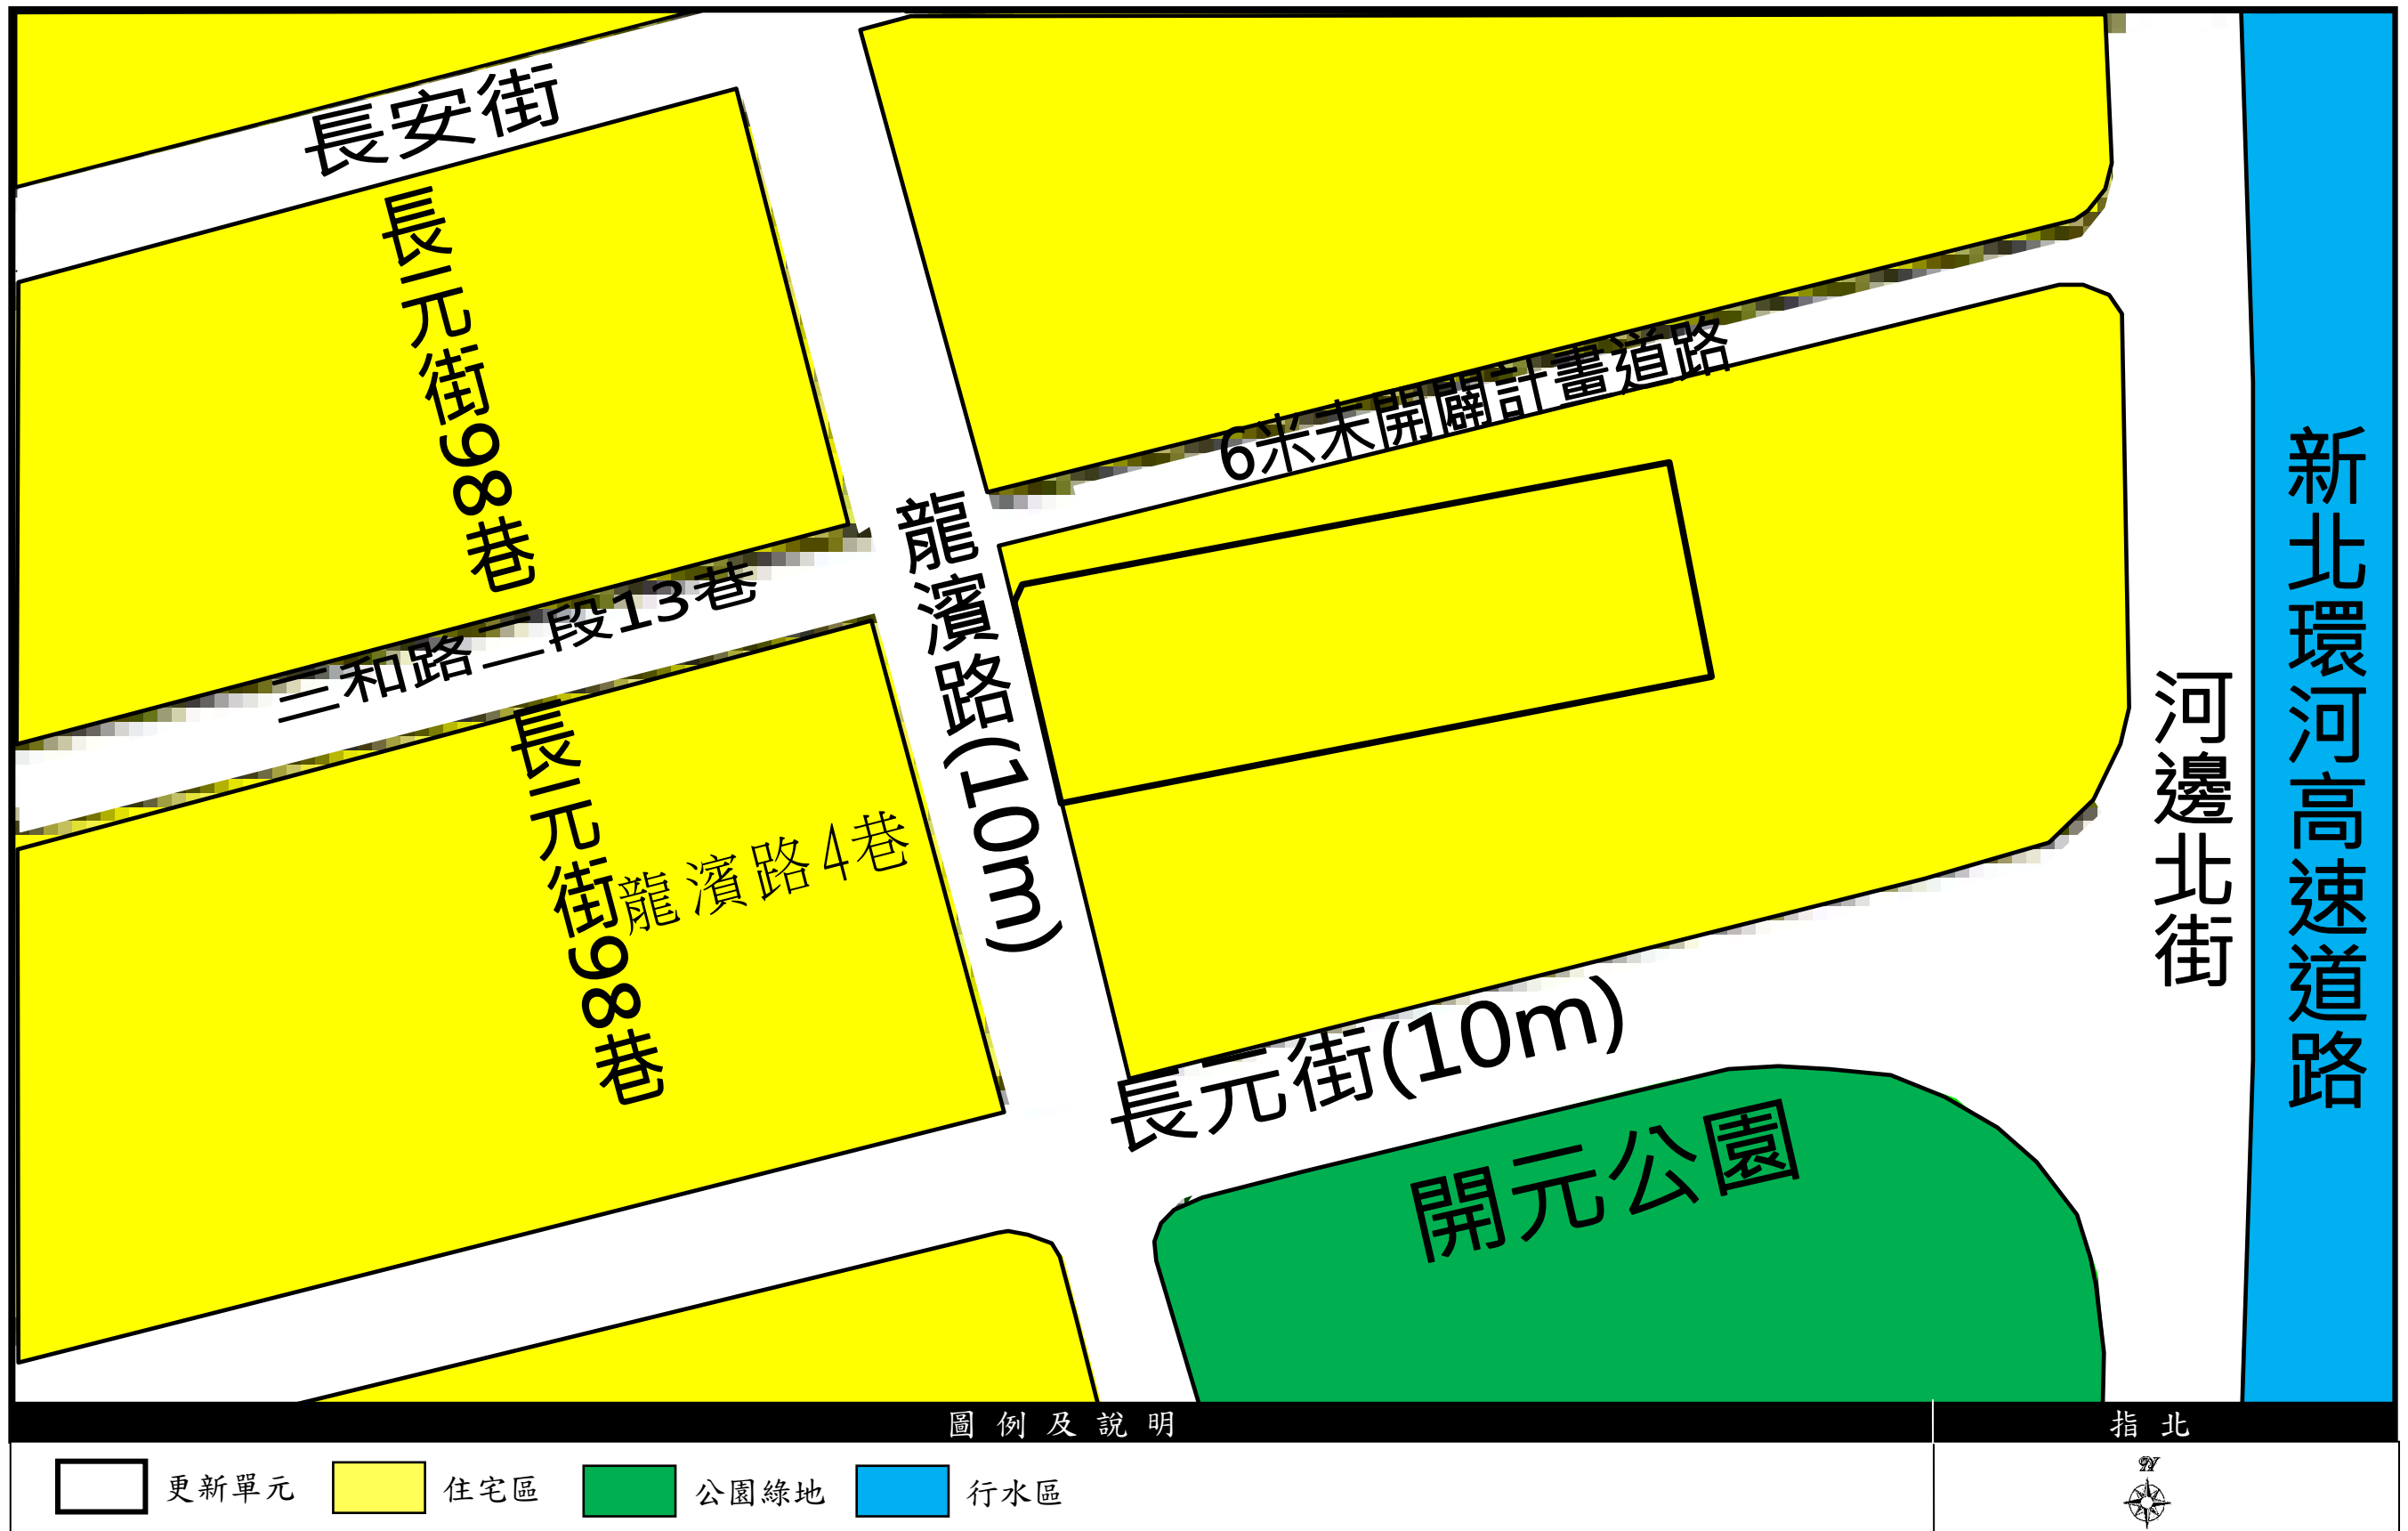 長安街
長元街98巷
6米未開闢計畫道路
三和路二段13巷
龍濱路(10m)
長元街98巷
龍濱路4巷
新北環河高速道路
河邊北街
長元街(10m)
開元公園
圖例及說明
指北
更新單元
住宅區
公園綠地
行水區
N